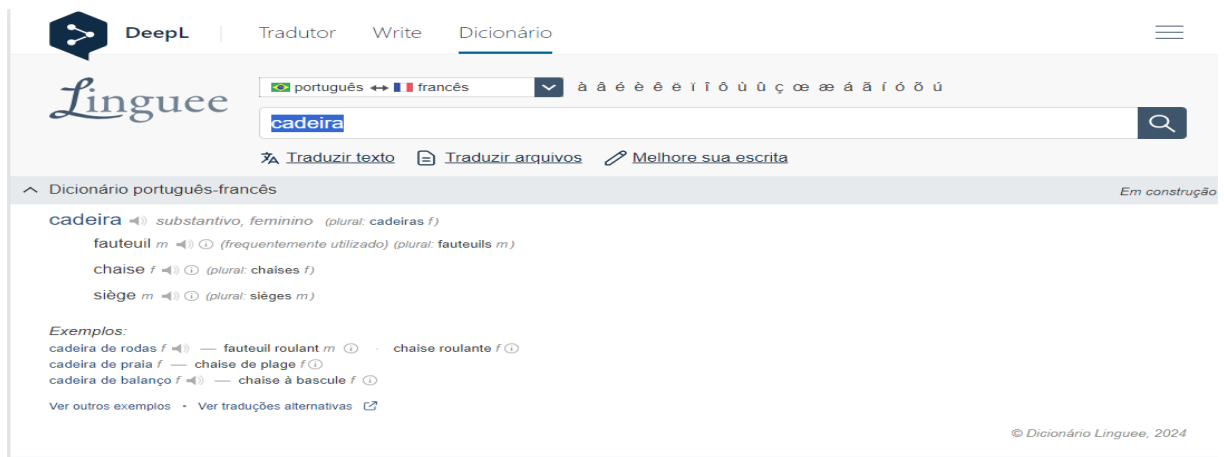 DeepL Tradutor Write Dicionário
Linguee
português ↔ francês à â é è ê ë ï î ô ù û ç œ æ á ã í ó õ ú
cadeira
Traduzir texto Traduzir arquivos Melhore sua escrita
Dicionário português-francês Em construção
cadeira substantivo, feminino (plural: cadeiras f)
fauteuil m (frequentemente utilizado) (plural: fauteuils m)
chaise f (plural: chaises f)
siège m (plural: sièges m)
Exemplos:
cadeira de rodas f — fauteuil roulant m · chaise roulante f
cadeira de praia f — chaise de plage f
cadeira de balanço f — chaise à bascule f
Ver outros exemplos • Ver traduções alternativas
© Dicionário Linguee, 2024